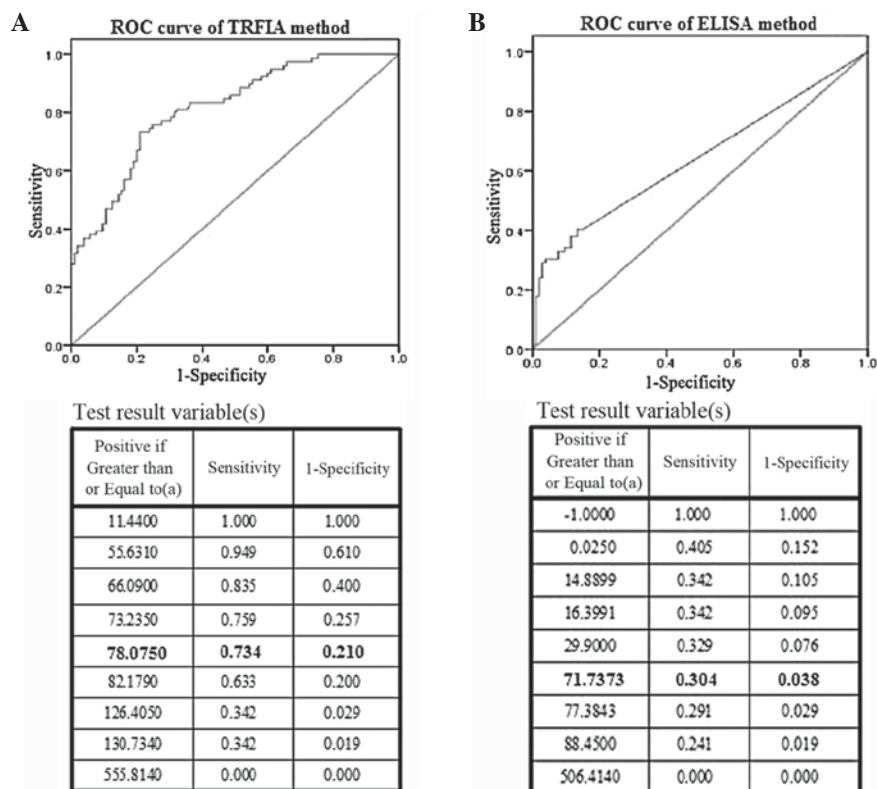 A
ROC curve of TRFIA method
1.0
0.8
0.6
0.4
0.2
0.0
Sensitivity
0.0 0.2 0.4 0.6 0.8 1.0
1-Specificity
Test result variable(s)
Positive if
Greater than
or Equal to(a)
Sensitivity
1-Specificity
11.4400 1.000 1.000
55.6310 0.949 0.610
66.0900 0.835 0.400
73.2350 0.759 0.257
78.0750 0.734 0.210
82.1790 0.633 0.200
126.4050 0.342 0.029
130.7340 0.342 0.019
555.8140 0.000 0.000
B
ROC curve of ELISA method
1.0
0.8
0.6
0.4
0.2
0.0
Sensitivity
0.0 0.2 0.4 0.6 0.8 1.0
1-Specificity
Test result variable(s)
Positive if
Greater than
or Equal to(a)
Sensitivity
1-Specificity
-1.0000 1.000 1.000
0.0250 0.405 0.152
14.8899 0.342 0.105
16.3991 0.342 0.095
29.9000 0.329 0.076
71.7373 0.304 0.038
77.3843 0.291 0.029
88.4500 0.241 0.019
506.4140 0.000 0.000